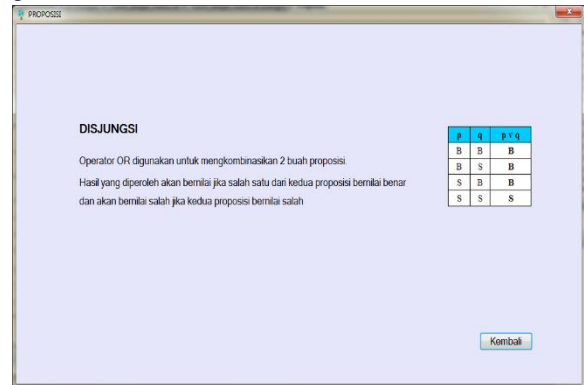 PROPOSISI
DISJUNGSI
Operator OR digunakan untuk mengkombinasikan 2 buah proposisi.
Hasil yang diperoleh akan bernilai jika salah satu dari kedua proposisi bernilai benar
dan akan bernilai salah jika kedua proposisi bernilai salah
p q p v q
B B B
B S B
S B B
S S S
Kembali